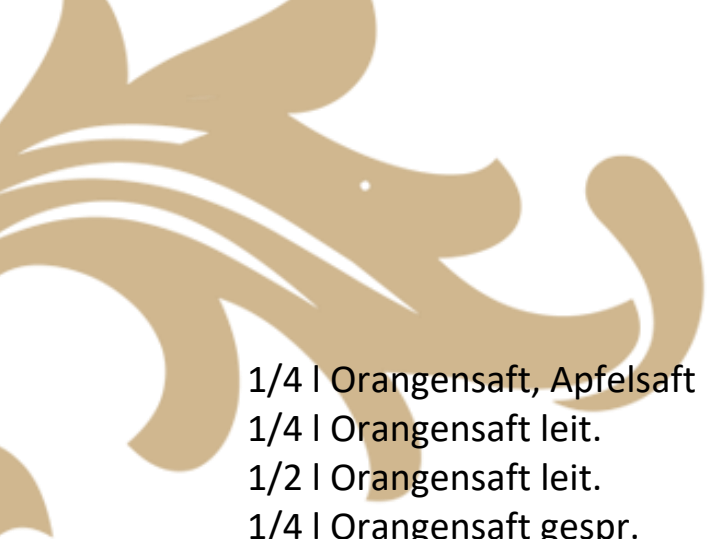 1/4 l Orangensaft, Apfelsaft
1/4 l Orangensaft leit.
1/2 l Orangensaft leit.
1/4 l Orangensaft gespr.